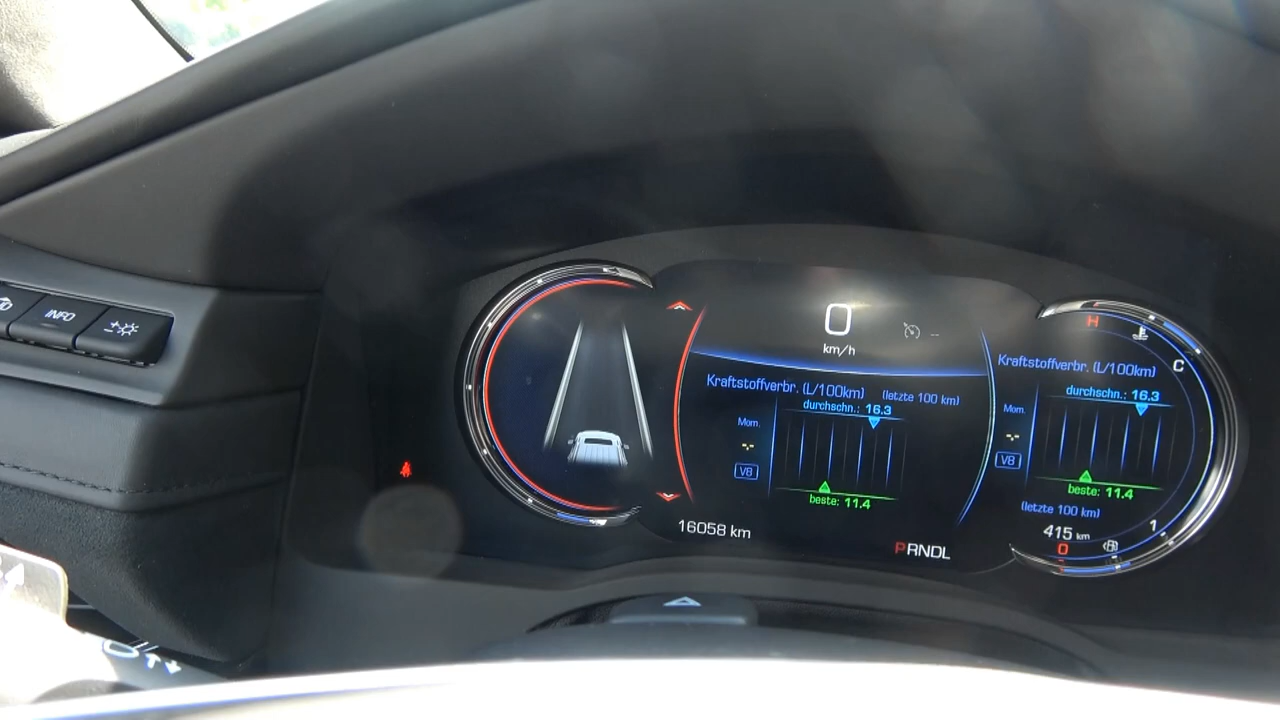 INFO
0
km/h
--
Kraftstoffverbr. (L/100km) (letzte 100 km)
durchschn.: 16.3
Mom.
-.-
V8
beste: 11.4
16058 km
PRNDL
H
C
Kraftstoffverbr. (L/100km)
durchschn.: 16.3
Mom.
-.-
V8
beste: 11.4
(letzte 100 km)
415 km
0
1